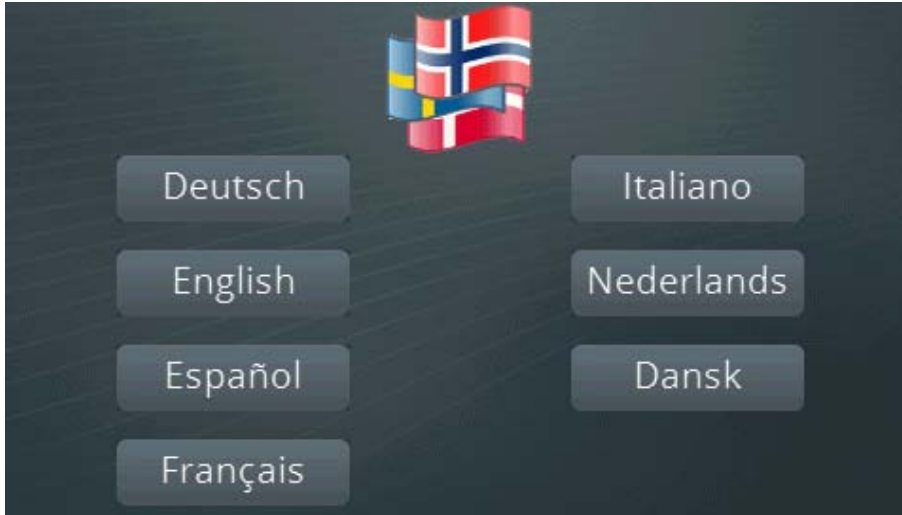 Deutsch
English
Español
Français
Italiano
Nederlands
Dansk